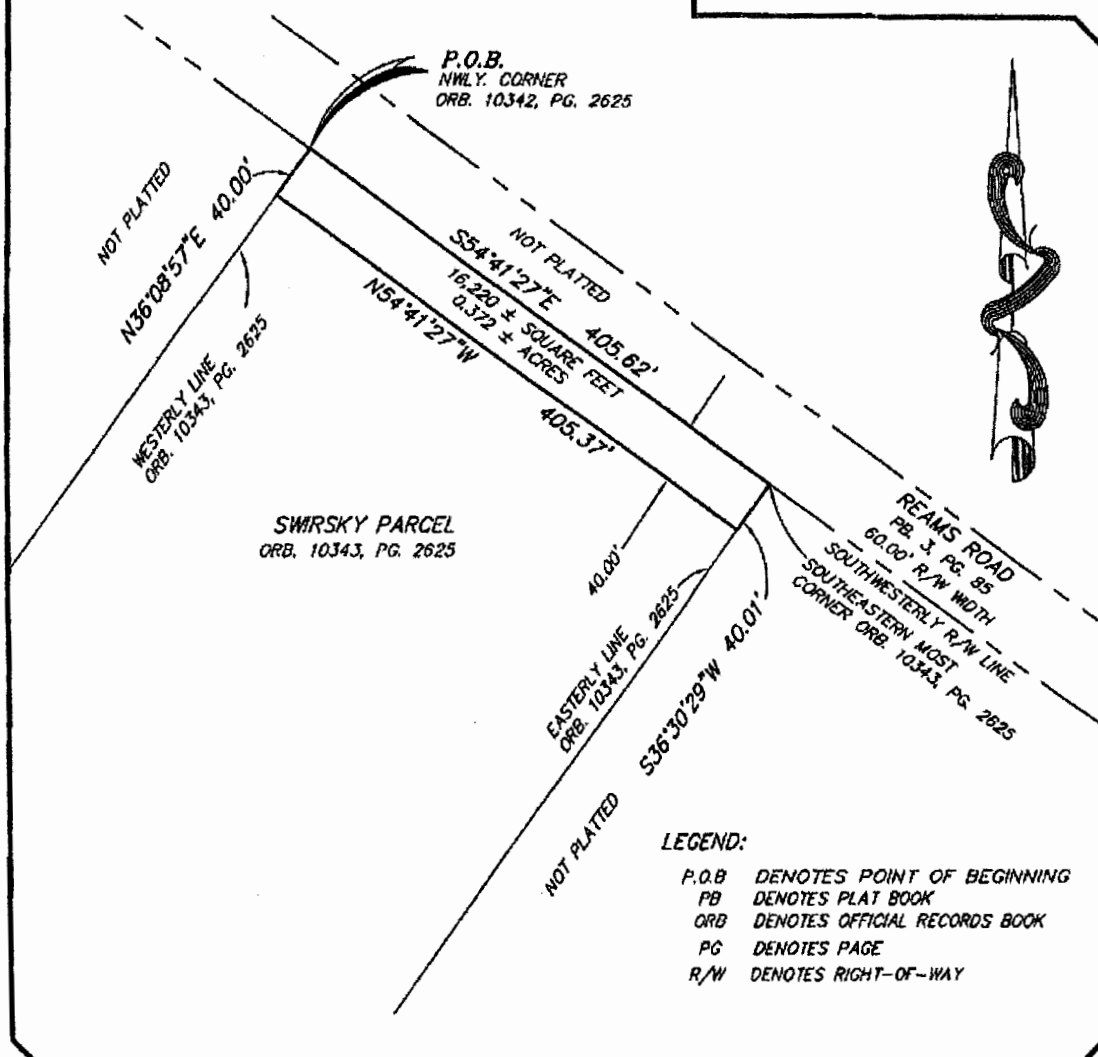 P.O.B.
NWLY. CORNER
ORB. 10342, PG. 2625
NOT PLATTED
N36°08'57"E 40.00'
WESTERLY LINE
ORB. 10343, PG. 2625
NOT PLATTED
S54°41'27"E 405.62'
16,220 ± SQUARE FEET
0.372 ± ACRES
N54°41'27"W 405.37'
SWIRSKY PARCEL
ORB. 10343, PG. 2625
40.00'
REAMS ROAD
PB. 3, PG. 85
60.00' R/W WIDTH
SOUTHWESTERLY R/W LINE
SOUTHEASTERN MOST
CORNER ORB. 10343, PG. 2625
EASTERLY LINE
ORB. 10343, PG. 2625
S36°30'29"W 40.01'
NOT PLATTED
LEGEND:
P.O.B DENOTES POINT OF BEGINNING
PB DENOTES PLAT BOOK
ORB DENOTES OFFICIAL RECORDS BOOK
PG DENOTES PAGE
R/W DENOTES RIGHT-OF-WAY